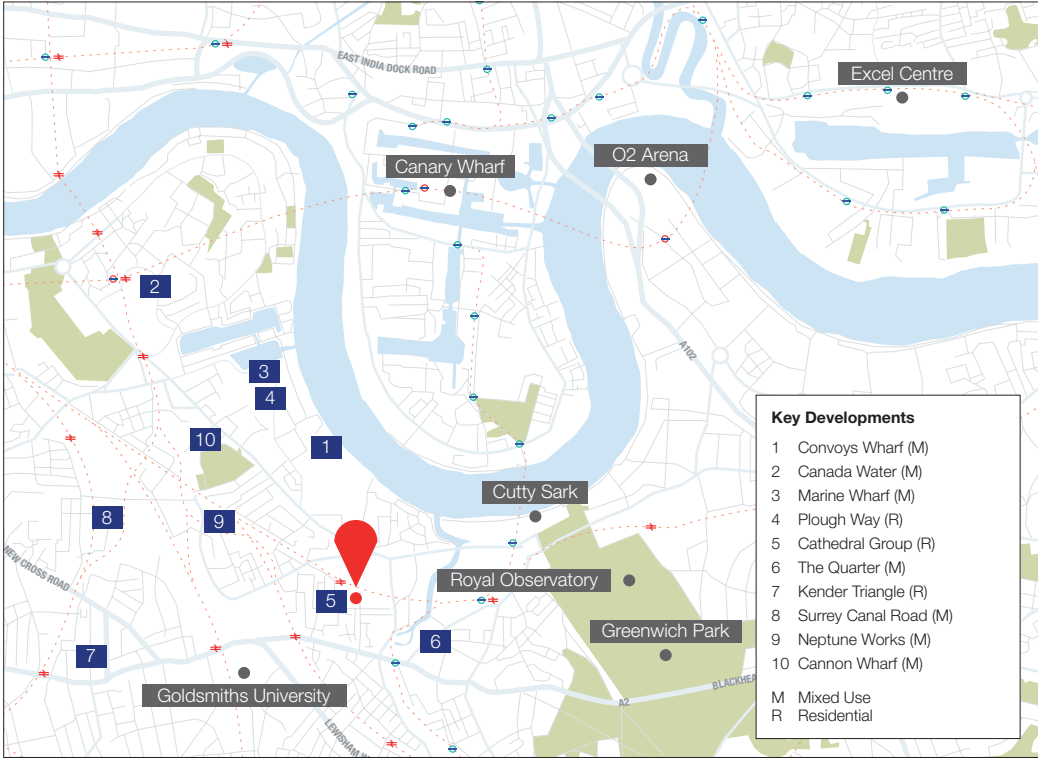 EAST INDIA DOCK ROAD
Excel Centre
O2 Arena
Canary Wharf
2
A102
3
4
10
1
Cutty Sark
8
9
NEW CROSS ROAD
5
Royal Observatory
6
Greenwich Park
7
Goldsmiths University
A2
BLACKHEA
LEWISHAM W
Key Developments
1 Convoys Wharf (M)
2 Canada Water (M)
3 Marine Wharf (M)
4 Plough Way (R)
5 Cathedral Group (R)
6 The Quarter (M)
7 Kender Triangle (R)
8 Surrey Canal Road (M)
9 Neptune Works (M)
10 Cannon Wharf (M)
M Mixed Use
R Residential